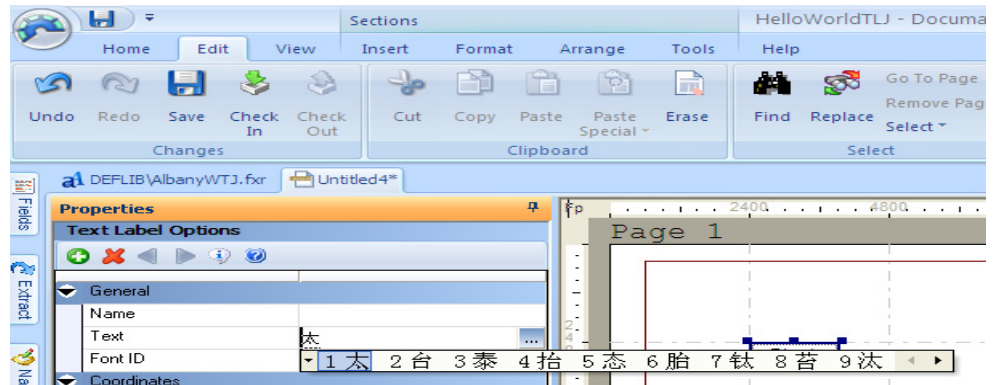 Sections HelloWorldTLJ - Documa
Home Edit View Insert Format Arrange Tools Help
Undo Redo Save Check In Check Out Cut Copy Paste Paste Special Erase Find Replace Go To Page
Remove Pag
Select
Changes Clipboard Select
a1 DEFLIB\AlbanyWTJ.fxr Untitled4*
Fields
Extract
Na
Properties
Text Label Options
General
Name
Text 太 ...
Font ID
1太 2台 3泰 4抬 5态 6胎 7钛 8苔 9汰
Coordinates
fp 2400 4800
Page 1